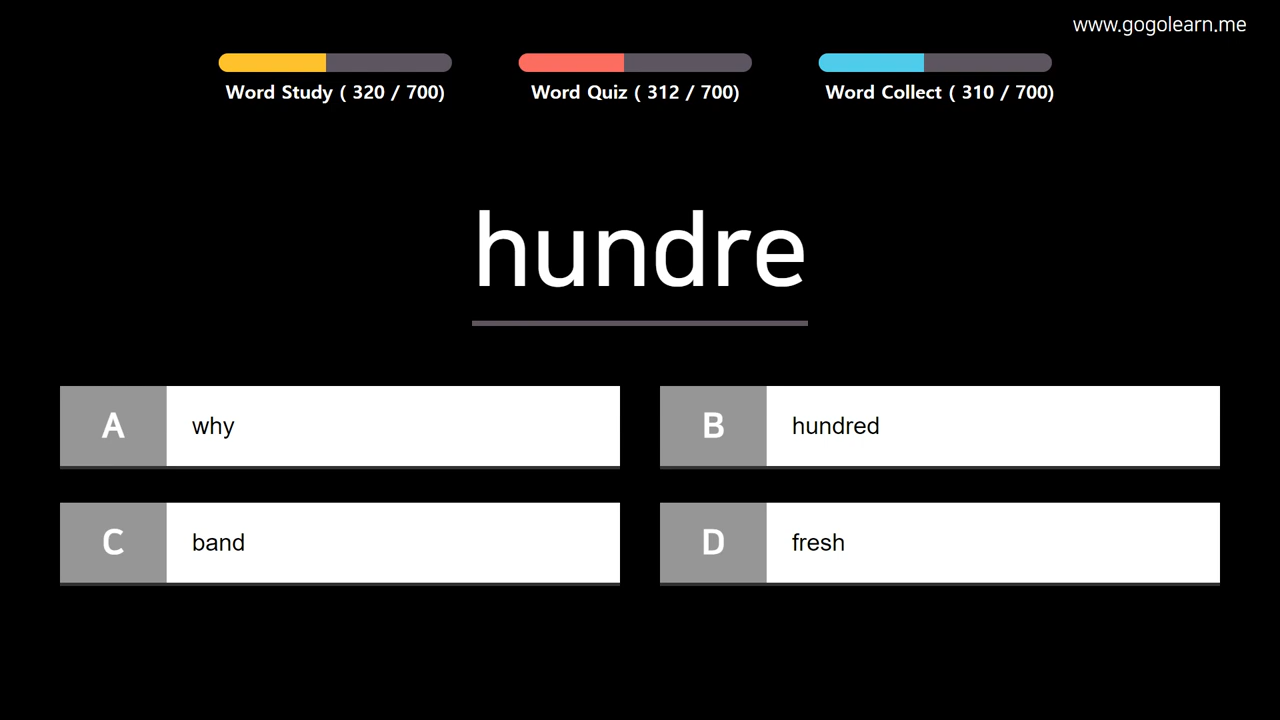 www.gogolearn.me
Word Study ( 320 / 700) Word Quiz ( 312 / 700) Word Collect ( 310 / 700)
hundre
A why B hundred
C band D fresh